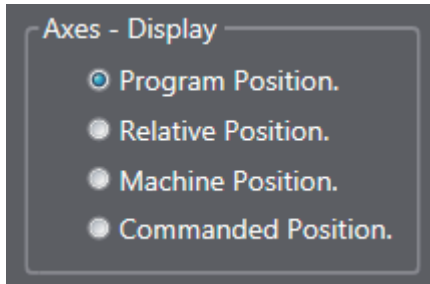 Axes - Display
Program Position.
Relative Position.
Machine Position.
Commanded Position.